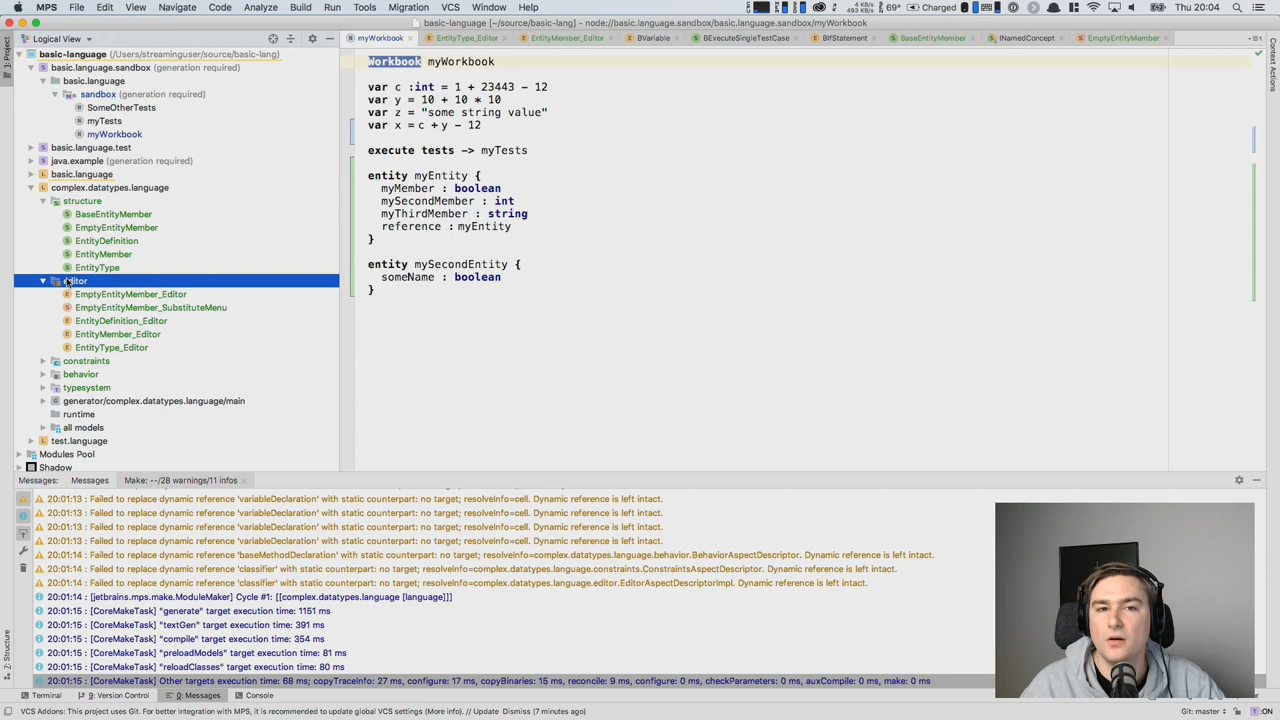 MPS File Edit View Navigate Code Analyze Build Run Tools Migration VCS Window Help
4 KB/s
493 KB/s
69° Charged Thu 20:04
basic-language [~/source/basic-lang] - node://basic.language.sandbox/basic.language.sandbox/myWorkbook
Logical View
myWorkbook EntityType_Editor EntityMember_Editor BVariable BExecuteSingleTestCase BIfStatement BaseEntityMember INamedConcept EmptyEntityMember
1: Project
Context Actions
basic-language (/Users/streaminguser/source/basic-lang)
basic.language.sandbox (generation required)
basic.language
sandbox (generation required)
SomeOtherTests
myTests
myWorkbook
basic.language.test
java.example (generation required)
basic.language
complex.datatypes.language
structure
BaseEntityMember
EmptyEntityMember
EntityDefinition
EntityMember
EntityType
editor
EmptyEntityMember_Editor
EmptyEntityMember_SubstituteMenu
EntityDefinition_Editor
EntityMember_Editor
EntityType_Editor
constraints
behavior
typesystem
generator/complex.datatypes.language/main
runtime
all models
test.language
Modules Pool
Shadow
Workbook myWorkbook
var c :int = 1 + 23443 - 12
var y = 10 + 10 * 10
var z = "some string value"
var x = c + y - 12
execute tests -> myTests
entity myEntity {
myMember : boolean
mySecondMember : int
myThirdMember : string
reference : myEntity
}
entity mySecondEntity {
someName : boolean
}
Messages: Messages Make: --/28 warnings/11 infos
20:01:13 : Failed to replace dynamic reference 'variableDeclaration' with static counterpart: no target; resolveInfo=cell. Dynamic reference is left intact.
20:01:13 : Failed to replace dynamic reference 'variableDeclaration' with static counterpart: no target; resolveInfo=cell. Dynamic reference is left intact.
20:01:13 : Failed to replace dynamic reference 'variableDeclaration' with static counterpart: no target; resolveInfo=cell. Dynamic reference is left intact.
20:01:13 : Failed to replace dynamic reference 'variableDeclaration' with static counterpart: no target; resolveInfo=cell. Dynamic reference is left intact.
20:01:14 : Failed to replace dynamic reference 'baseMethodDeclaration' with static counterpart: no target; resolveInfo=complex.datatypes.language.behavior.BehaviorAspectDescriptor. Dynamic reference is left intact.
20:01:14 : Failed to replace dynamic reference 'classifier' with static counterpart: no target; resolveInfo=complex.datatypes.language.constraints.ConstraintsAspectDescriptor. Dynamic reference is left intact.
20:01:14 : Failed to replace dynamic reference 'classifier' with static counterpart: no target; resolveInfo=complex.datatypes.language.editor.EditorAspectDescriptorImpl. Dynamic reference is left intact.
20:01:14 : [jetbrains.mps.make.ModuleMaker] Cycle #1: [[complex.datatypes.language [language]]]
20:01:15 : [CoreMakeTask] "generate" target execution time: 1151 ms
20:01:15 : [CoreMakeTask] "textGen" target execution time: 391 ms
20:01:15 : [CoreMakeTask] "compile" target execution time: 354 ms
20:01:15 : [CoreMakeTask] "preloadModels" target execution time: 81 ms
20:01:15 : [CoreMakeTask] "reloadClasses" target execution time: 80 ms
20:01:15 : [CoreMakeTask] Other targets execution time: 68 ms; copyTraceInfo: 27 ms, configure: 17 ms, copyBinaries: 15 ms, reconcile: 9 ms, configure: 0 ms, checkParameters: 0 ms, auxCompile: 0 ms, make: 0 ms
Z: Structure
Terminal 9: Version Control 0: Messages Console
VCS Addons: This project uses Git. For better integration with MPS, it is recommended to update global VCS settings (More info). // Update Dismiss (7 minutes ago)
Git: master T:ON